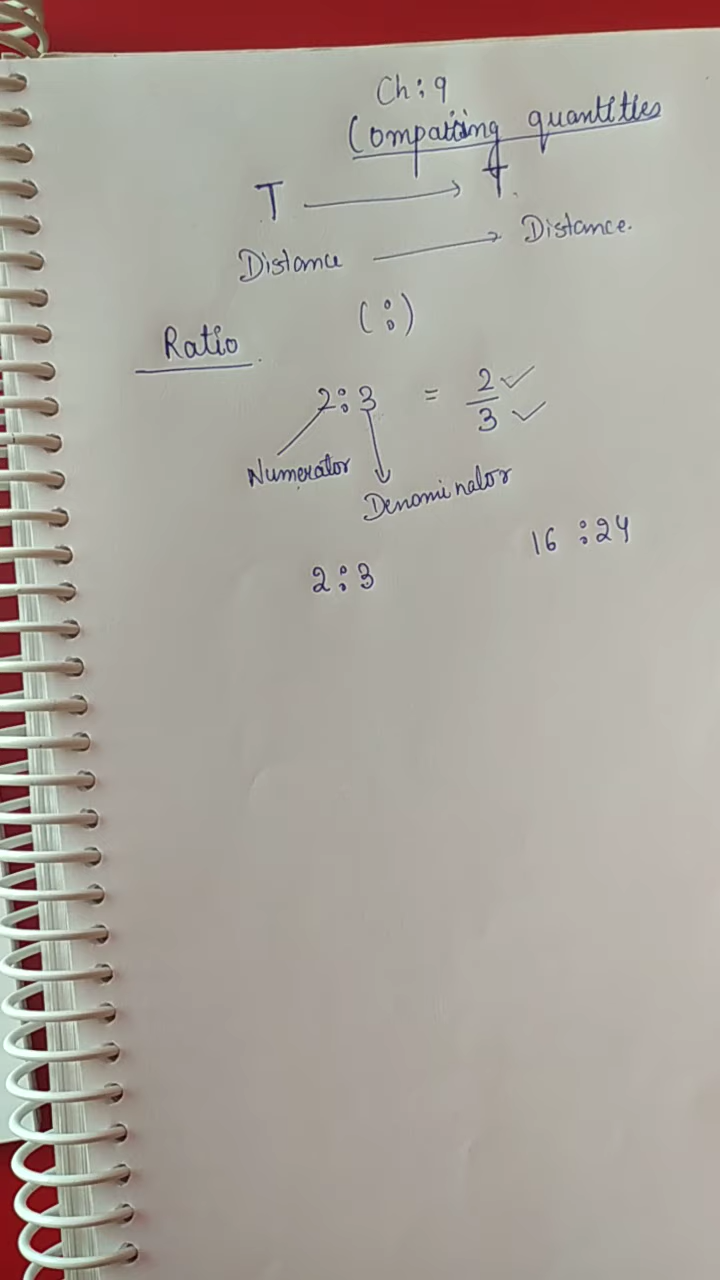 Ch:9
Comparing quantities
T → T.
Distance → Distance.
Ratio. (:)
2:3 = 2/3
Numerator
Denominator
2:3 16:24